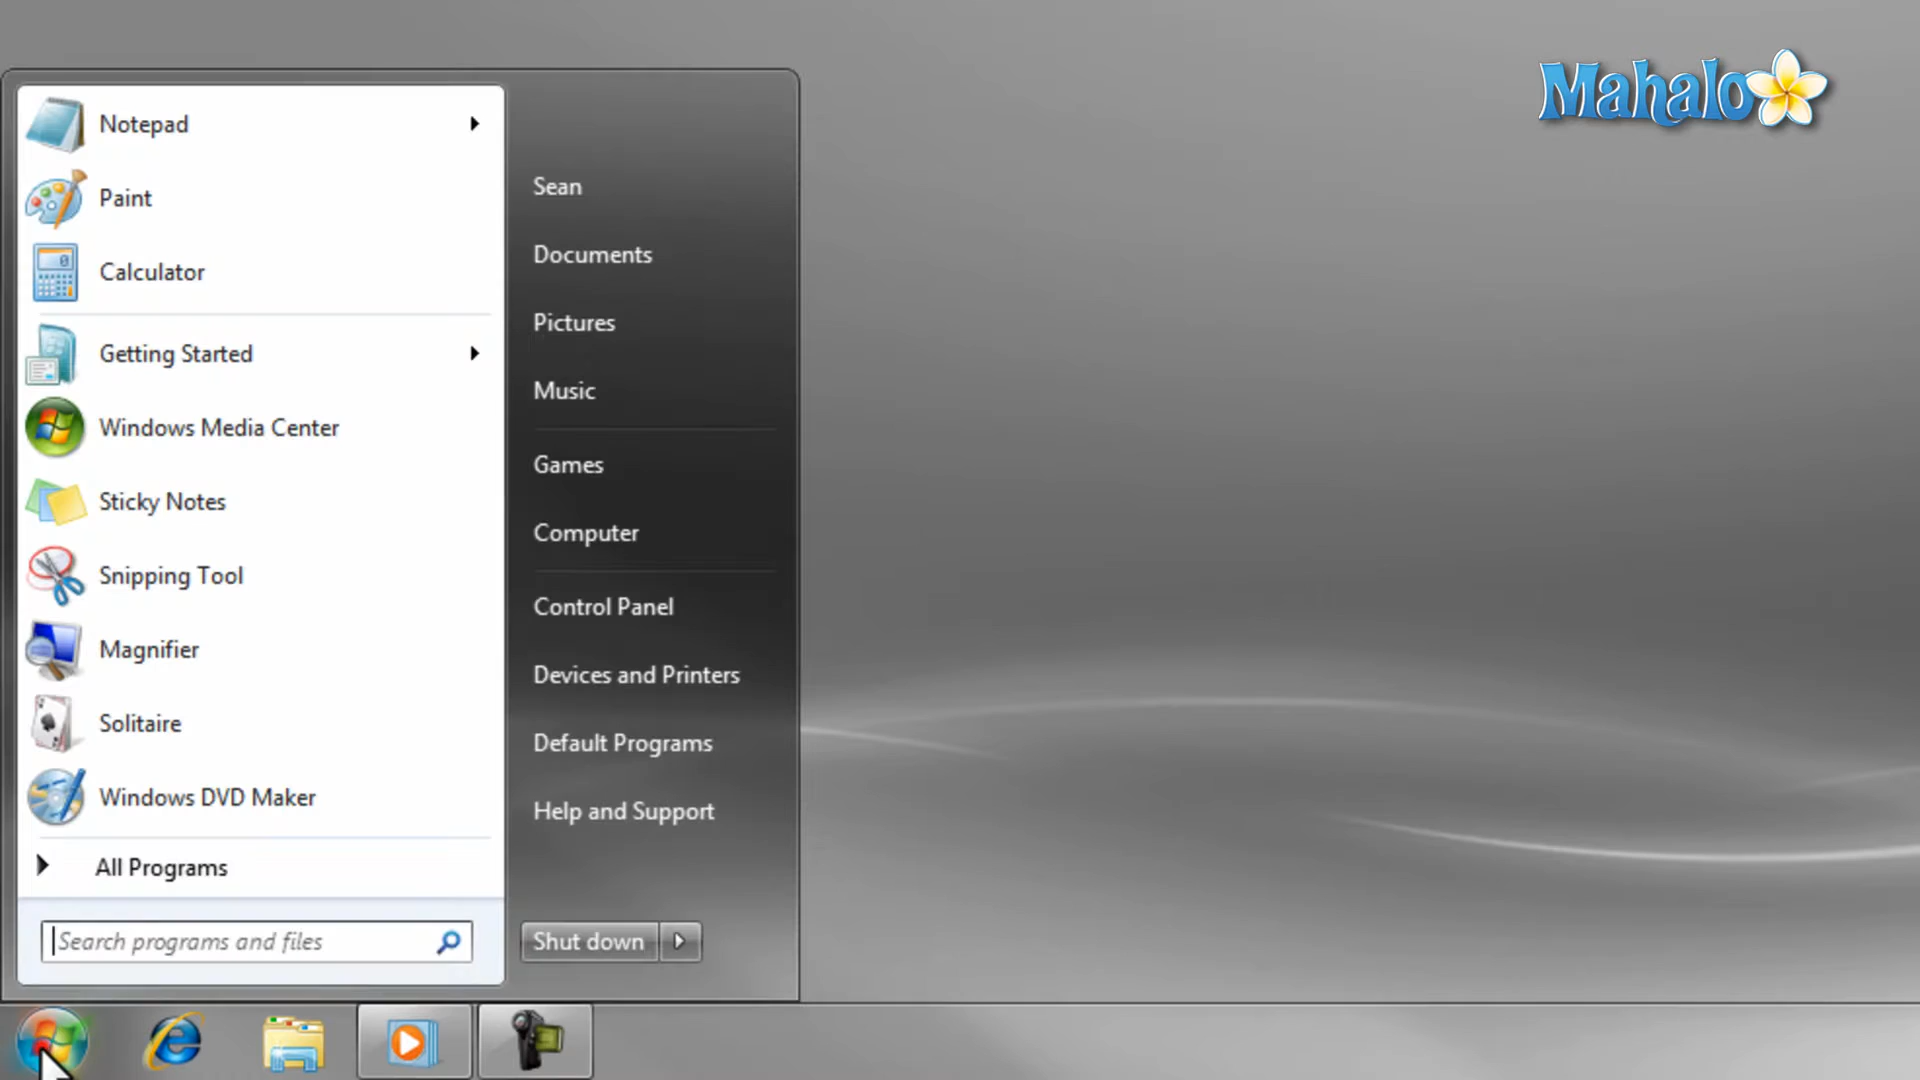 Mahalo
Notepad
Paint
Calculator
Getting Started
Windows Media Center
Sticky Notes
Snipping Tool
Magnifier
Solitaire
Windows DVD Maker
All Programs
Search programs and files
Sean
Documents
Pictures
Music
Games
Computer
Control Panel
Devices and Printers
Default Programs
Help and Support
Shut down